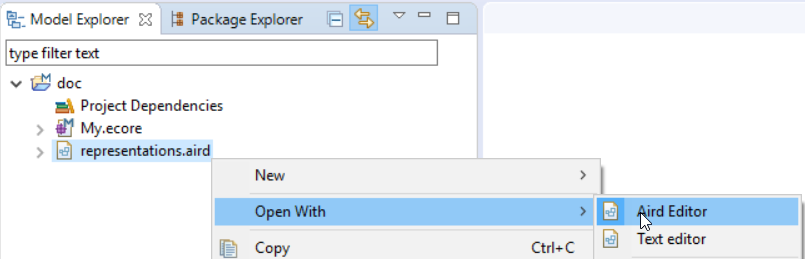 Model Explorer Package Explorer
type filter text
doc
Project Dependencies
My.ecore
representations.aird
New
Open With Aird Editor
Text editor
Copy Ctrl+C